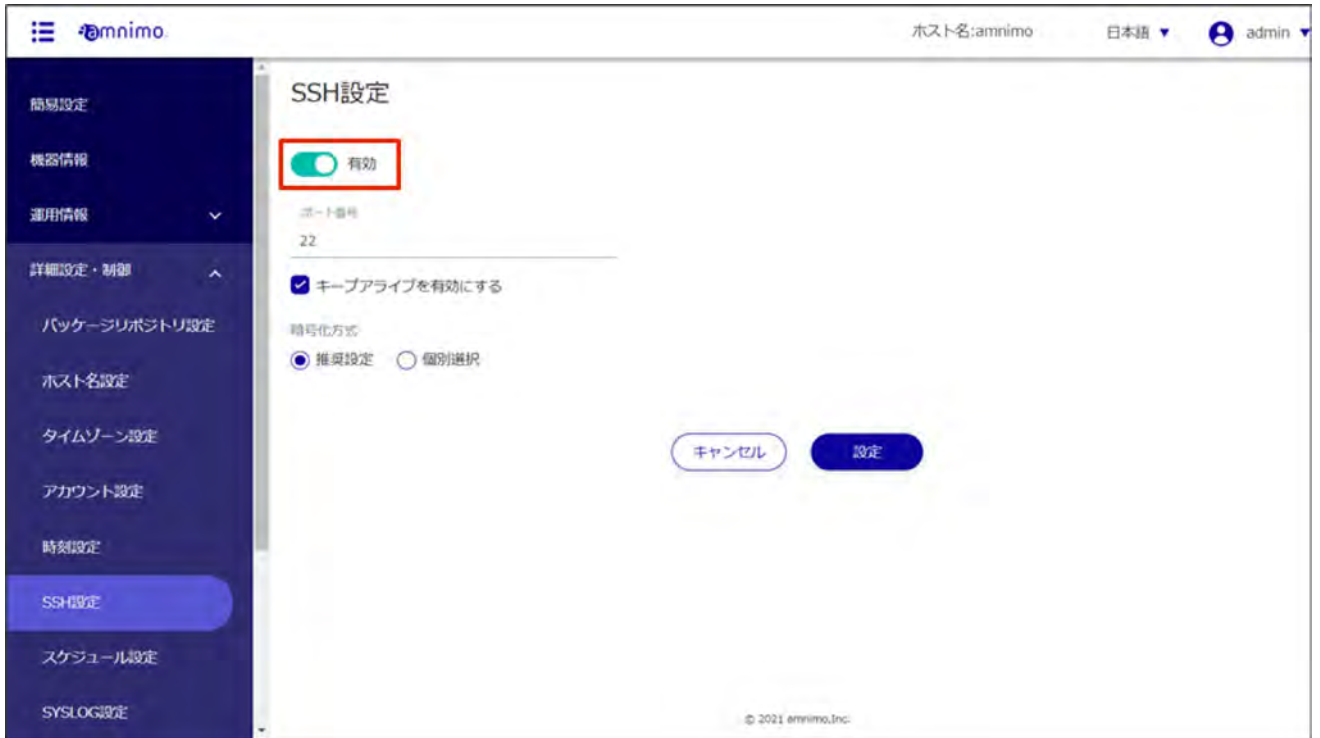 amnimo
ホスト名:amnimo
日本語
admin
簡易設定
機器情報
運用情報
詳細設定・制御
パッケージリポジトリ設定
ホスト名設定
タイムゾーン設定
アカウント設定
時刻設定
SSH設定
スケジュール設定
SYSLOG設定
SSH設定
有効
ポート番号
22
キープアライブを有効にする
暗号化方式
推奨設定 個別選択
キャンセル 設定
© 2021 amnimo,Inc.